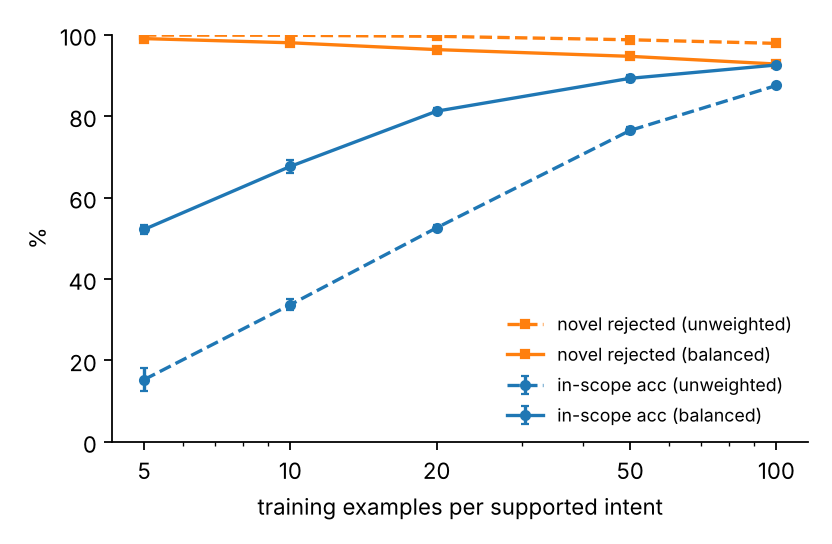 100
80
60
40
20
0
%
5
10
20
50
100
training examples per supported intent
novel rejected (unweighted)
novel rejected (balanced)
in-scope acc (unweighted)
in-scope acc (balanced)